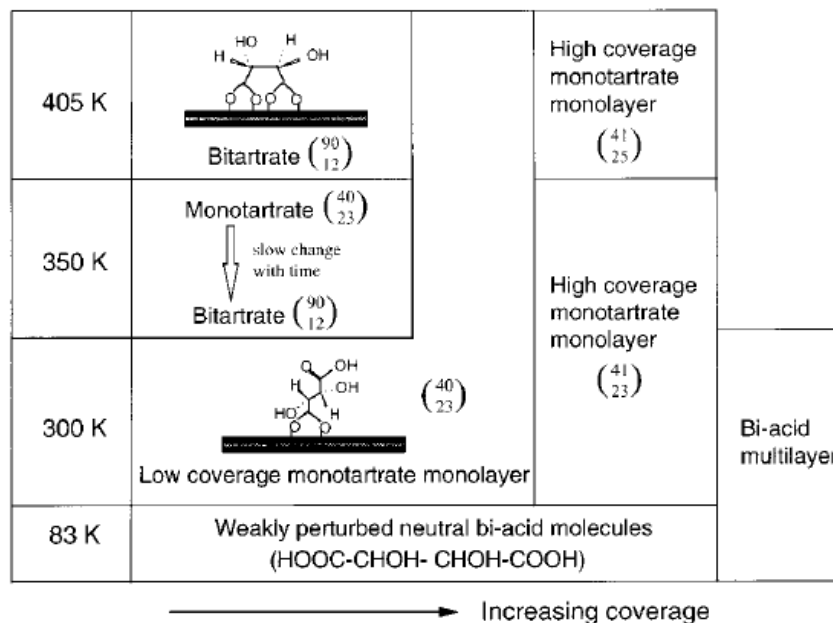 405 K
HO H
H OH
O O O O
Bitartrate (90 12)
High coverage
monotartrate
monolayer
(41 25)
350 K
Monotartrate (40 23)
slow change
with time
Bitartrate (90 12)
High coverage
monotartrate
monolayer
(41 23)
300 K
O OH
H OH
HO H
O O
(40 23)
Low coverage monotartrate monolayer
Bi-acid
multilayer
83 K
Weakly perturbed neutral bi-acid molecules
(HOOC-CHOH- CHOH-COOH)
Increasing coverage